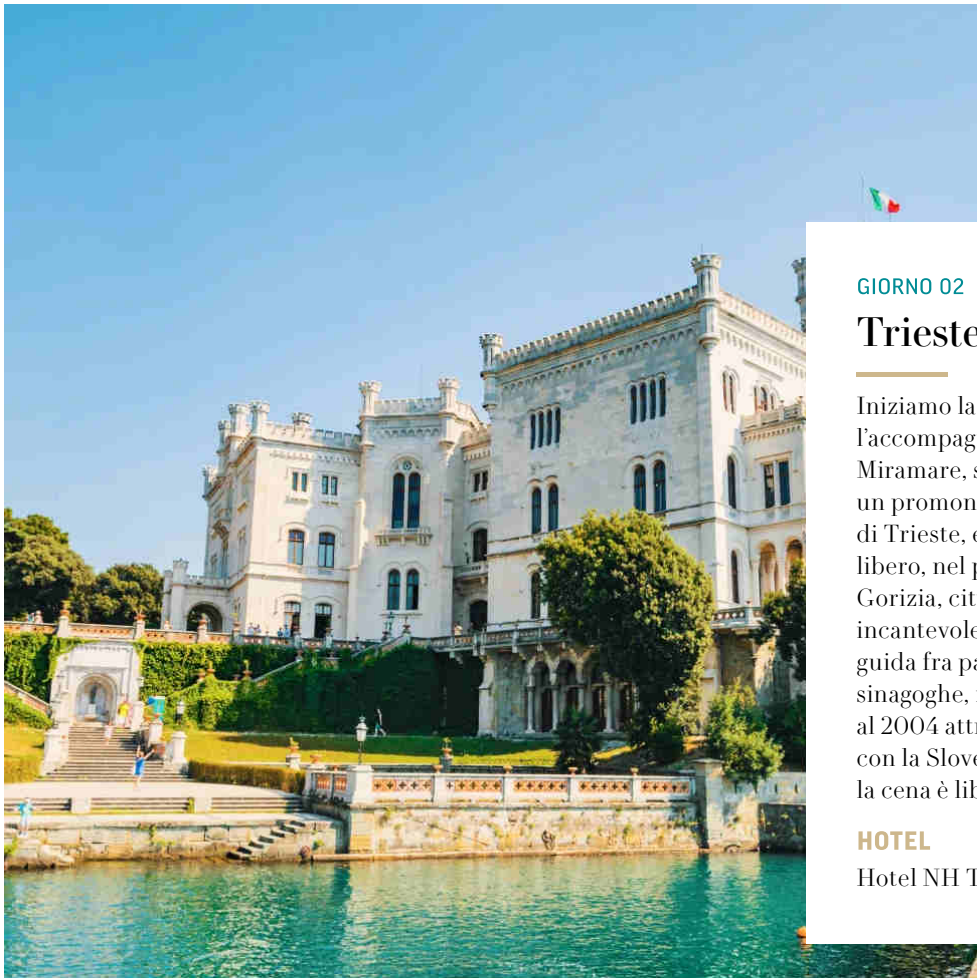 GIORNO 02
Trieste
Iniziamo la
l’accompag
Miramare, s
un promon
di Trieste, e
libero, nel p
Gorizia, cit
incantevole
guida fra pa
sinagoghe,
al 2004 attr
con la Slove
la cena è lib
HOTEL
Hotel NH T